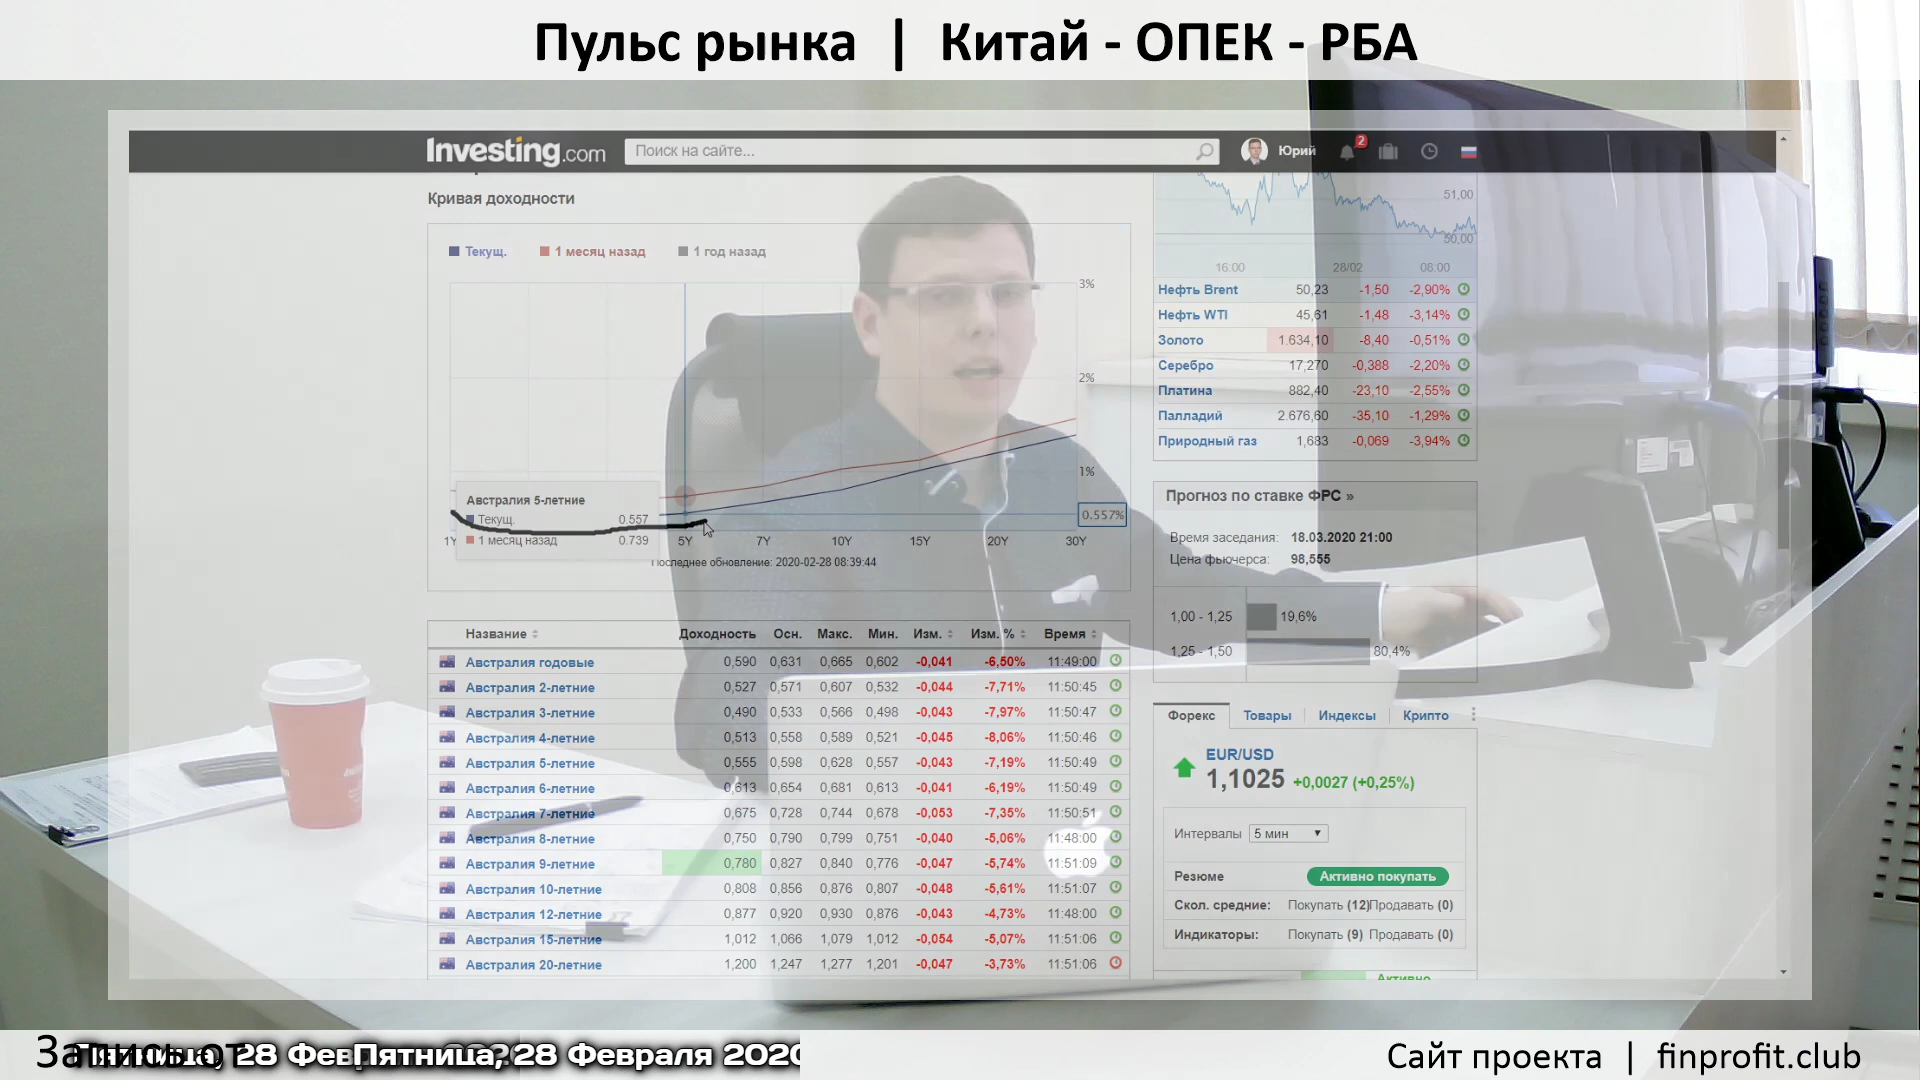 Пульс рынка | Китай - ОПЕК - РБА
Investing.com Поиск на сайте... Юрий 2
Кривая доходности
Текущ. 1 месяц назад 1 год назад
3%
2%
1%
0.557%
Австралия 5-летние
Текущ. 0.557
1 месяц назад 0.739
1Y 5Y 7Y 10Y 15Y 20Y 30Y
Последнее обновление: 2020-02-28 08:39:44
Название Доходность Осн. Макс. Мин. Изм. Изм. % Время
Австралия годовые 0,590 0,631 0,665 0,602 -0,041 -6,50% 11:49:00
Австралия 2-летние 0,527 0,571 0,607 0,532 -0,044 -7,71% 11:50:45
Австралия 3-летние 0,490 0,533 0,566 0,498 -0,043 -7,97% 11:50:47
Австралия 4-летние 0,513 0,558 0,589 0,521 -0,045 -8,06% 11:50:46
Австралия 5-летние 0,555 0,598 0,628 0,557 -0,043 -7,19% 11:50:49
Австралия 6-летние 0,613 0,654 0,681 0,613 -0,041 -6,19% 11:50:49
Австралия 7-летние 0,675 0,728 0,744 0,678 -0,053 -7,35% 11:50:51
Австралия 8-летние 0,750 0,790 0,799 0,751 -0,040 -5,06% 11:48:00
Австралия 9-летние 0,780 0,827 0,840 0,776 -0,047 -5,74% 11:51:09
Австралия 10-летние 0,808 0,856 0,876 0,807 -0,048 -5,61% 11:51:07
Австралия 12-летние 0,877 0,920 0,930 0,876 -0,043 -4,73% 11:48:00
Австралия 15-летние 1,012 1,066 1,079 1,012 -0,054 -5,07% 11:51:06
Австралия 20-летние 1,200 1,247 1,277 1,201 -0,047 -3,73% 11:51:06
51,00
50,00
16:00 28/02 08:00
Нефть Brent 50,23 -1,50 -2,90%
Нефть WTI 45,61 -1,48 -3,14%
Золото 1.634,10 -8,40 -0,51%
Серебро 17,270 -0,388 -2,20%
Платина 882,40 -23,10 -2,55%
Палладий 2.676,60 -35,10 -1,29%
Природный газ 1,683 -0,069 -3,94%
Прогноз по ставке ФРС »
Время заседания: 18.03.2020 21:00
Цена фьючерса: 98,555
1,00 - 1,25 19,6%
1,25 - 1,50 80,4%
Форекс Товары Индексы Крипто
EUR/USD
1,1025 +0,0027 (+0,25%)
Интервалы 5 мин
Резюме Активно покупать
Скол. средние: Покупать (12) Продавать (0)
Индикаторы: Покупать (9) Продавать (0)
Активно
Запись от Пятница, 28 Февраля 2020
Сайт проекта | finprofit.club